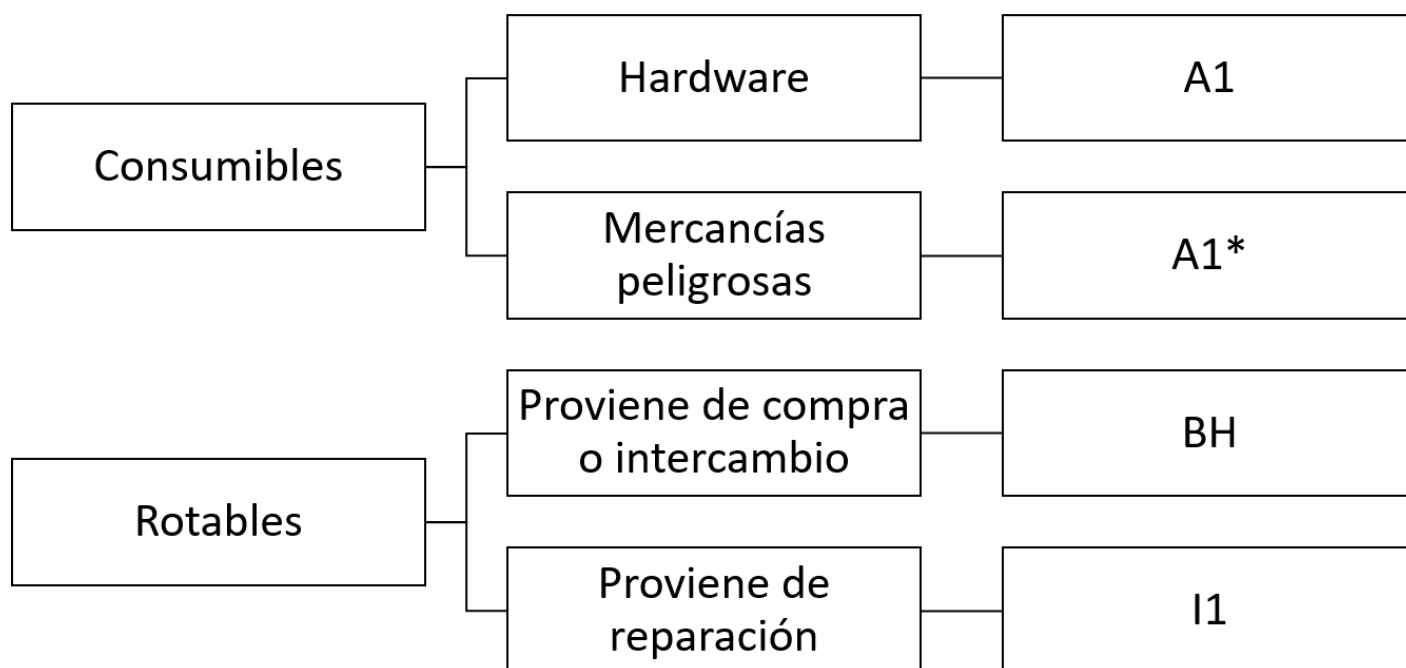 Consumibles
Hardware
A1
Mercancías
peligrosas
A1*
Rotables
Proviene de compra
o intercambio
BH
Proviene de
reparación
I1